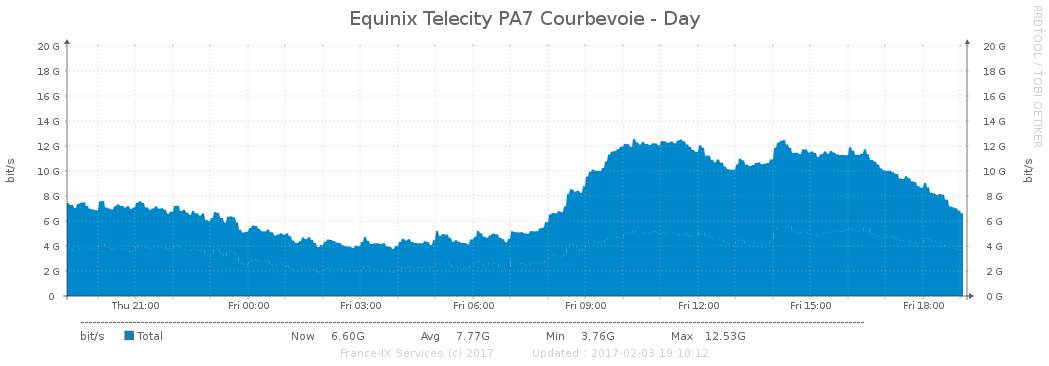 Equinix Telecity PA7 Courbevoie - Day
RRDTOOL / TOBI OETIKER
bit/s
bit/s
20 G 20 G
18 G 18 G
16 G 16 G
14 G 14 G
12 G 12 G
10 G 10 G
8 G 8 G
6 G 6 G
4 G 4 G
2 G 2 G
0 0 G
Thu 21:00 Fri 00:00 Fri 03:00 Fri 06:00 Fri 09:00 Fri 12:00 Fri 15:00 Fri 18:00
bit/s Total Now 6.60G Avg 7.77G Min 3.76G Max 12.53G
France-IX Services (c) 2017 Updated : 2017-02-03 19:10:12